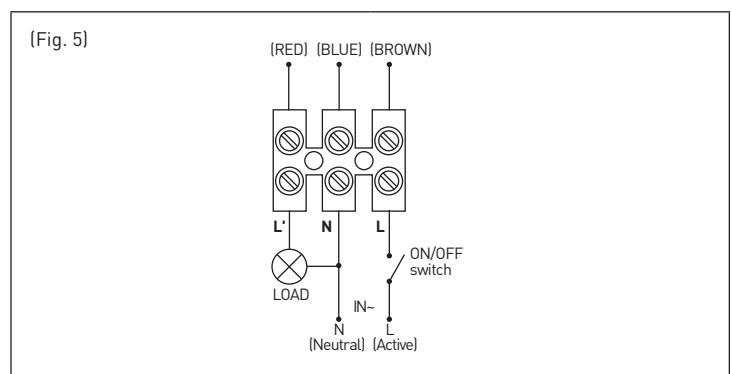 (Fig. 5)
(RED) (BLUE) (BROWN)
L' N L
ON/OFF
switch
LOAD
IN~
N L
(Neutral) (Active)